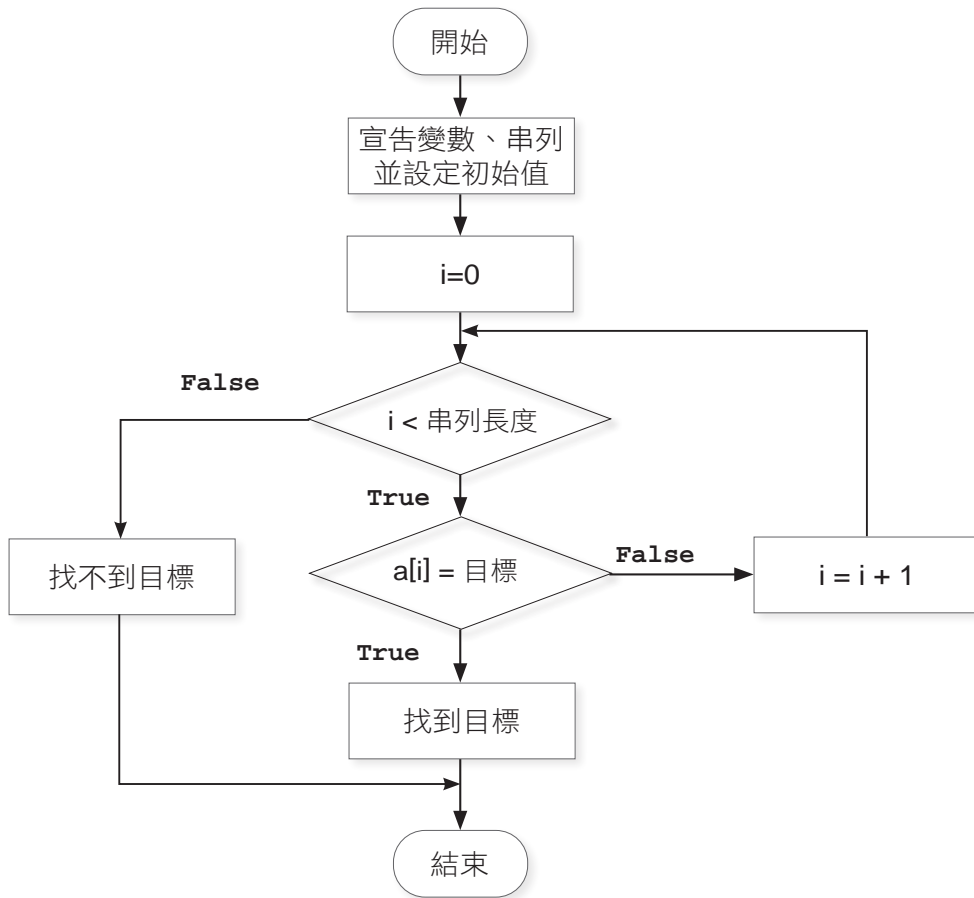 開始
宣告變數、串列
並設定初始值
i=0
False
i < 串列長度
True
找不到目標
a[i] = 目標
False
i = i + 1
True
找到目標
結束